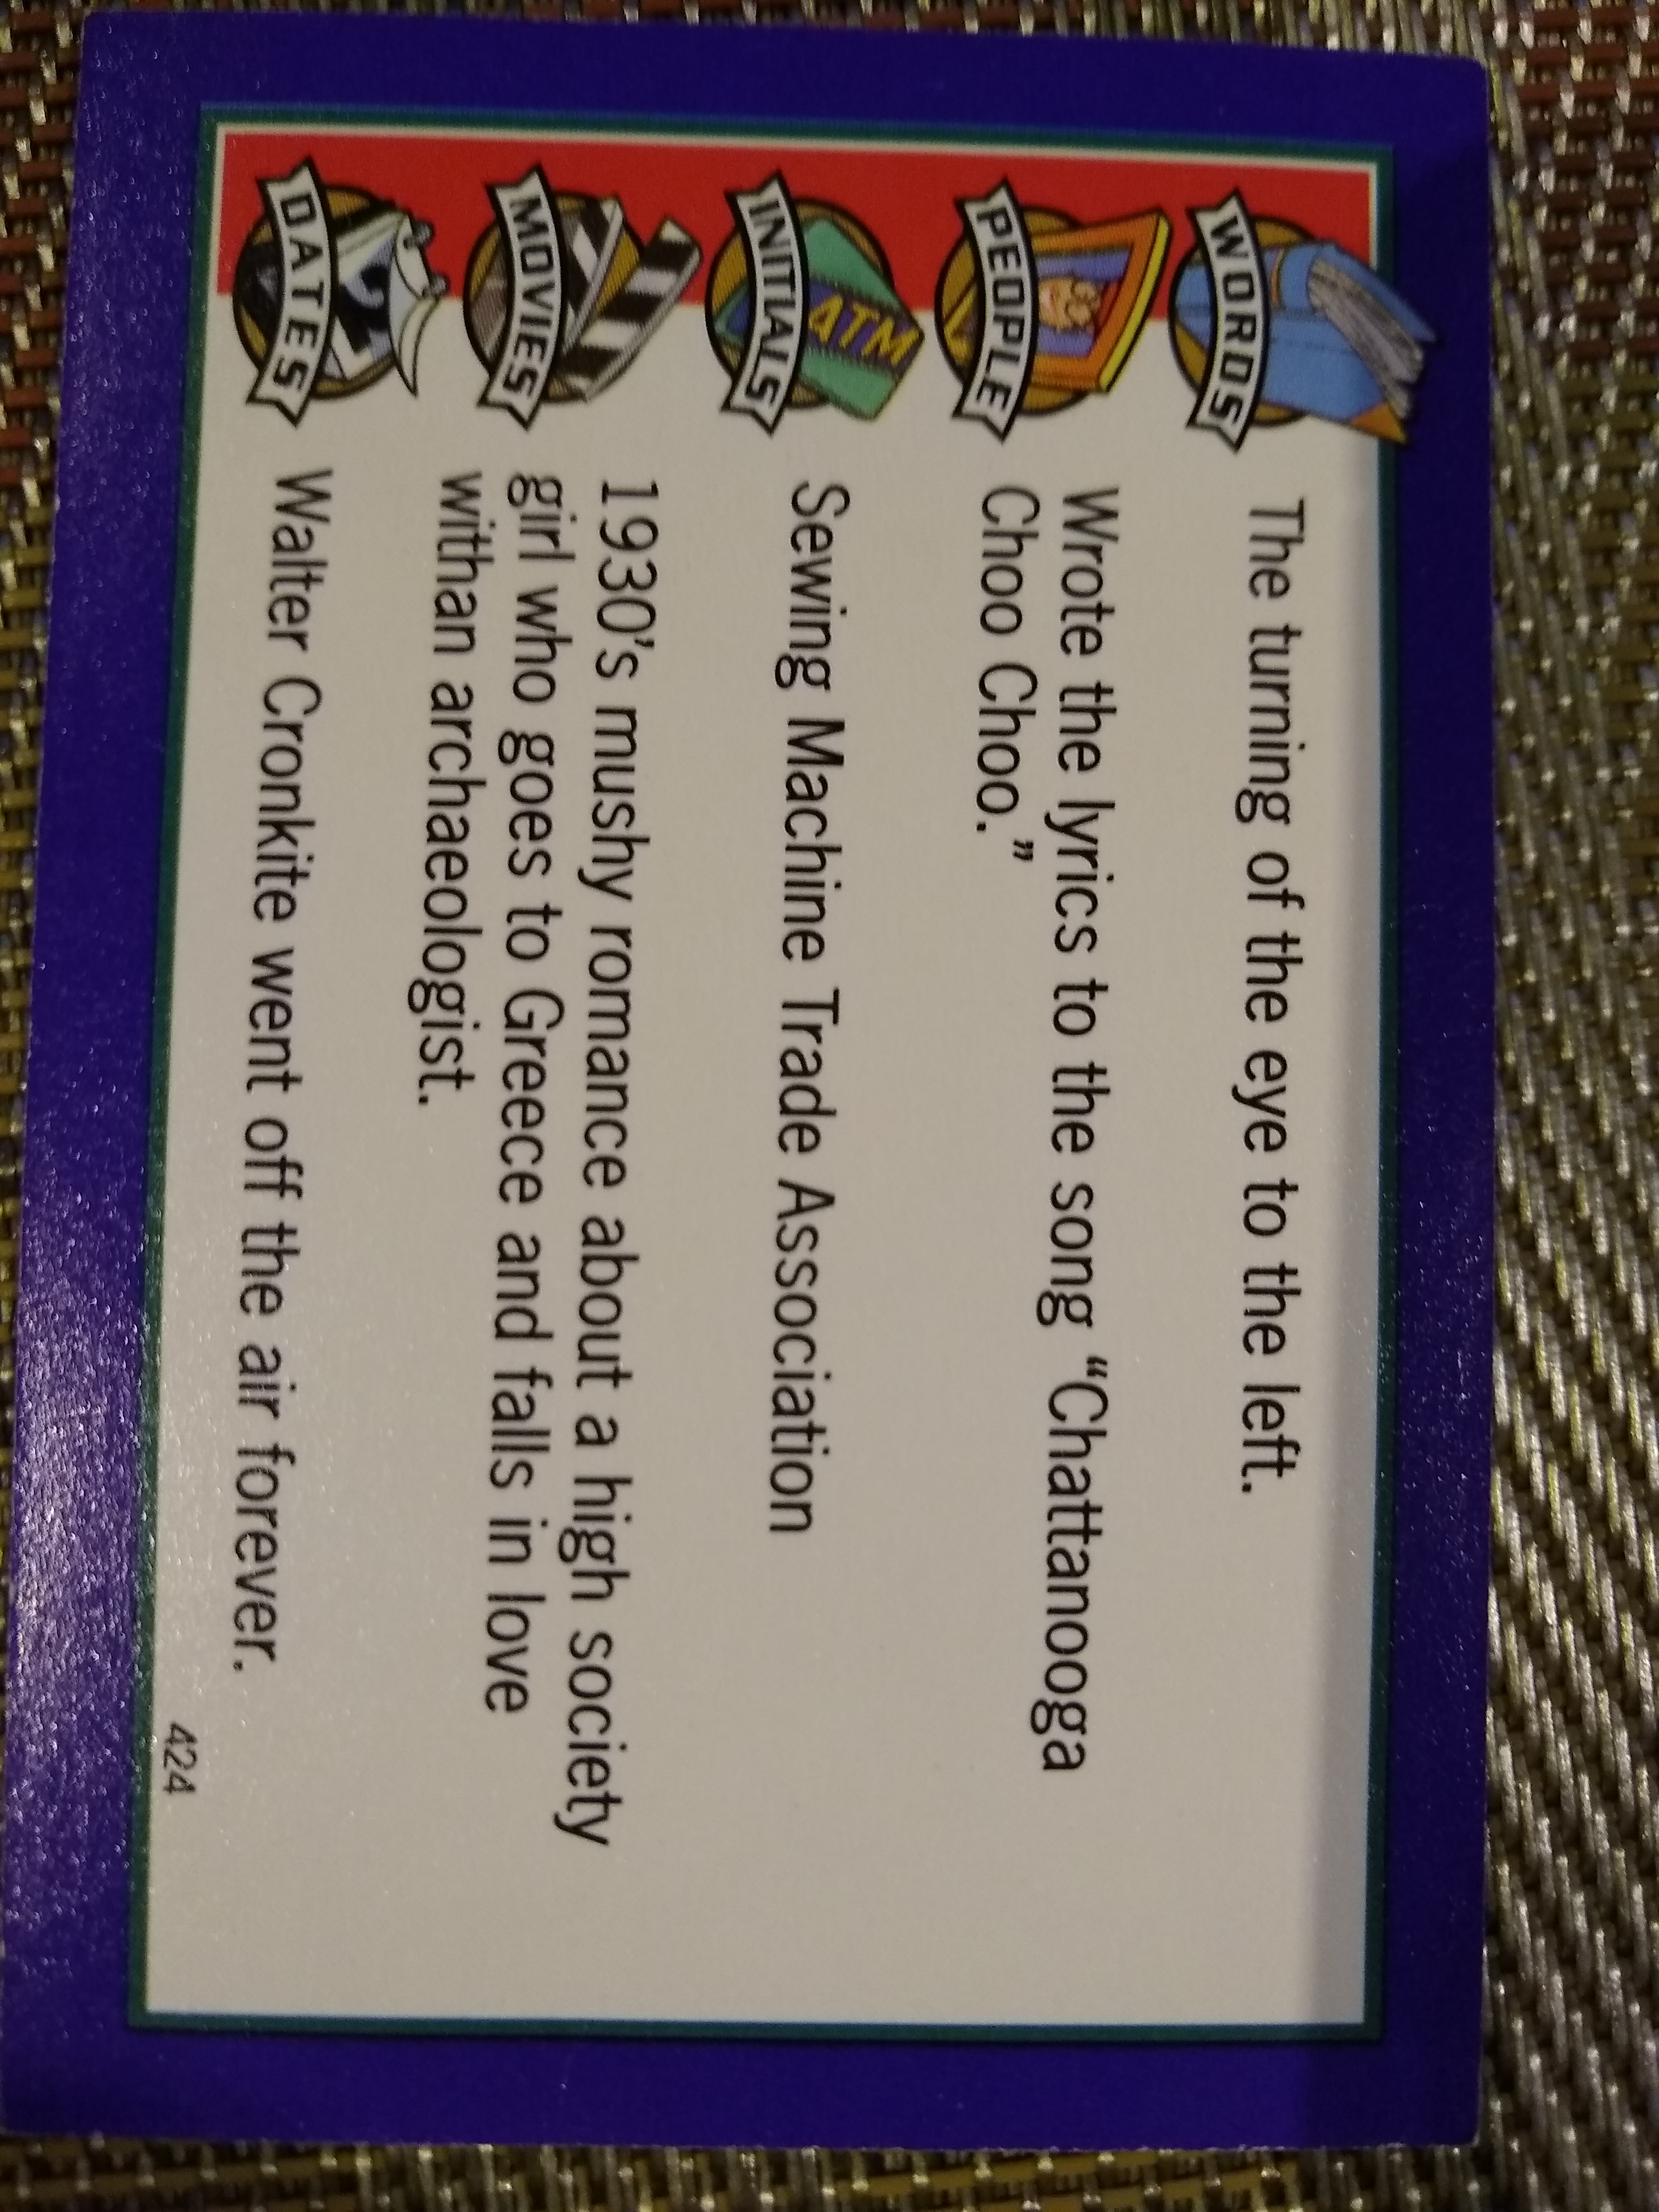 WORDS
The turning of the eye to the left.
PEOPLE
Wrote the lyrics to the song “Chattanooga
Choo Choo.”
ATM
INITIALS
Sewing Machine Trade Association
MOVIES
1930’s mushy romance about a high society
girl who goes to Greece and falls in love
withan archaeologist.
2
DATES
Walter Cronkite went off the air forever.
424